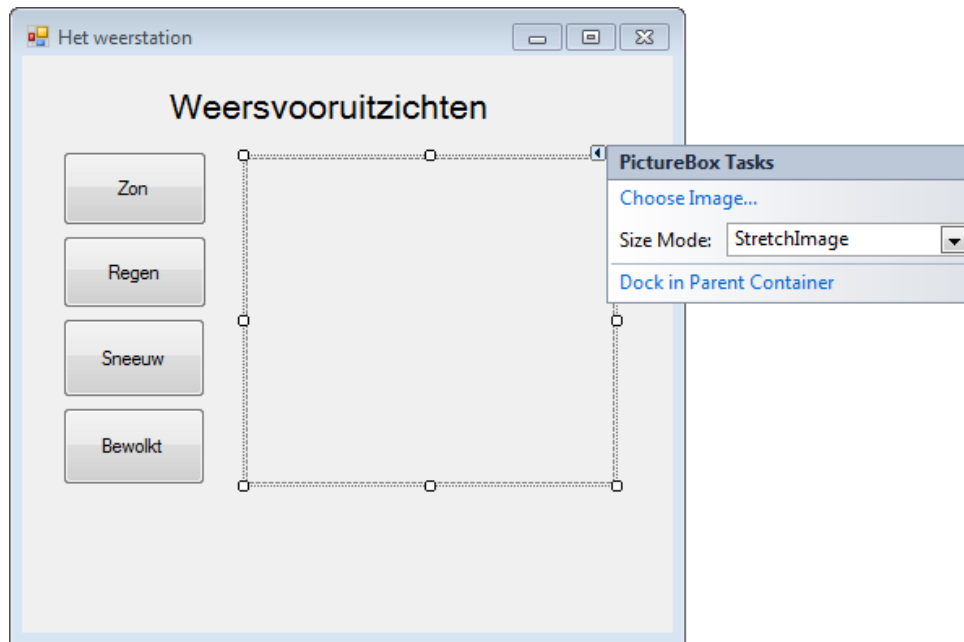 Het weerstation
Weersvooruitzichten
Zon
Regen
Sneeuw
Bewolkt
PictureBox Tasks
Choose Image...
Size Mode: StretchImage
Dock in Parent Container